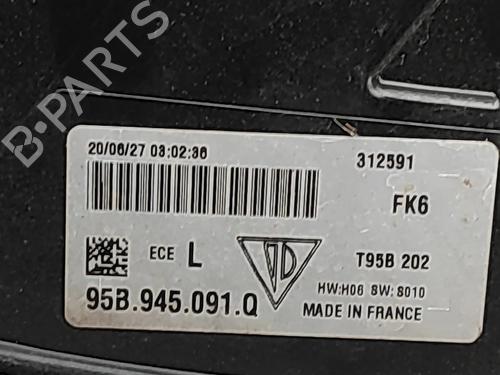 B-PARTS
20/06/27 03:02:36
312591
FK6
ECE L
T95B 202
HW:H06 SW:S010
95B.945.091.Q
MADE IN FRANCE